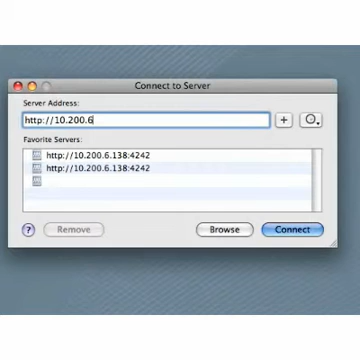 Connect to Server
Server Address:
http://10.200.6
+
Favorite Servers:
http://10.200.6.138:4242
http://10.200.6.138:4242
?
Remove
Browse
Connect